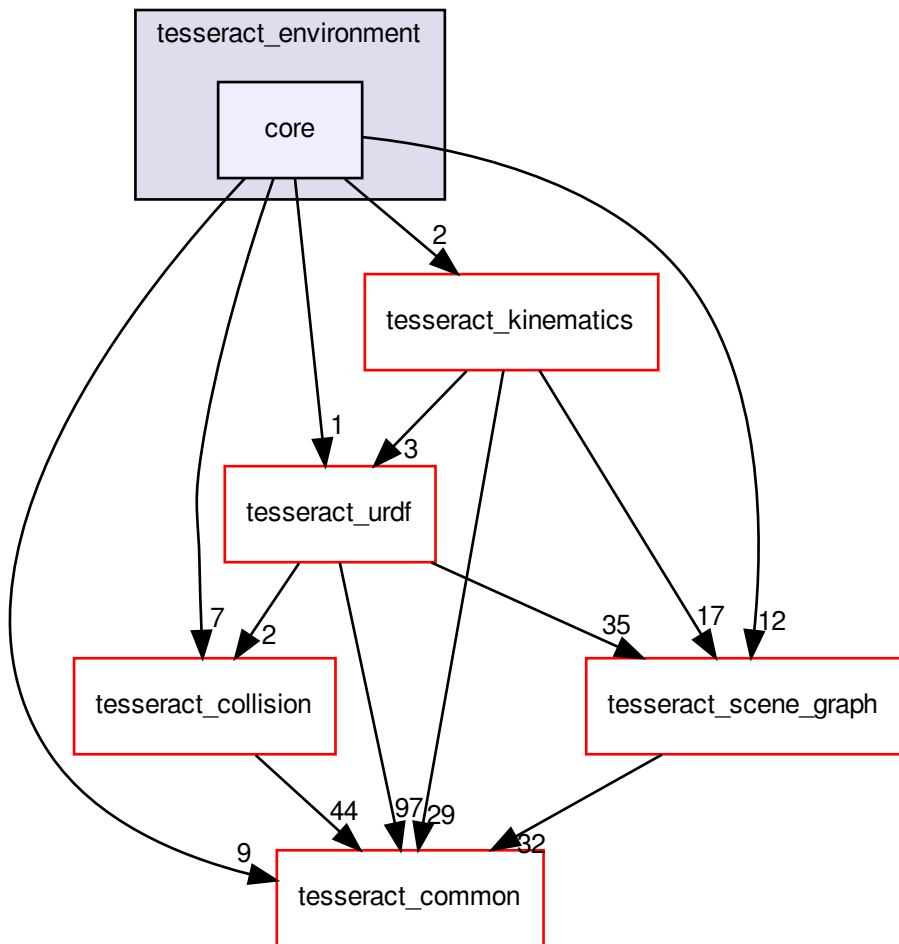 tesseract_environment
core
2
tesseract_kinematics
1
3
tesseract_urdf
7
2
35
17
12
tesseract_collision
tesseract_scene_graph
44
97
29
32
9
tesseract_common